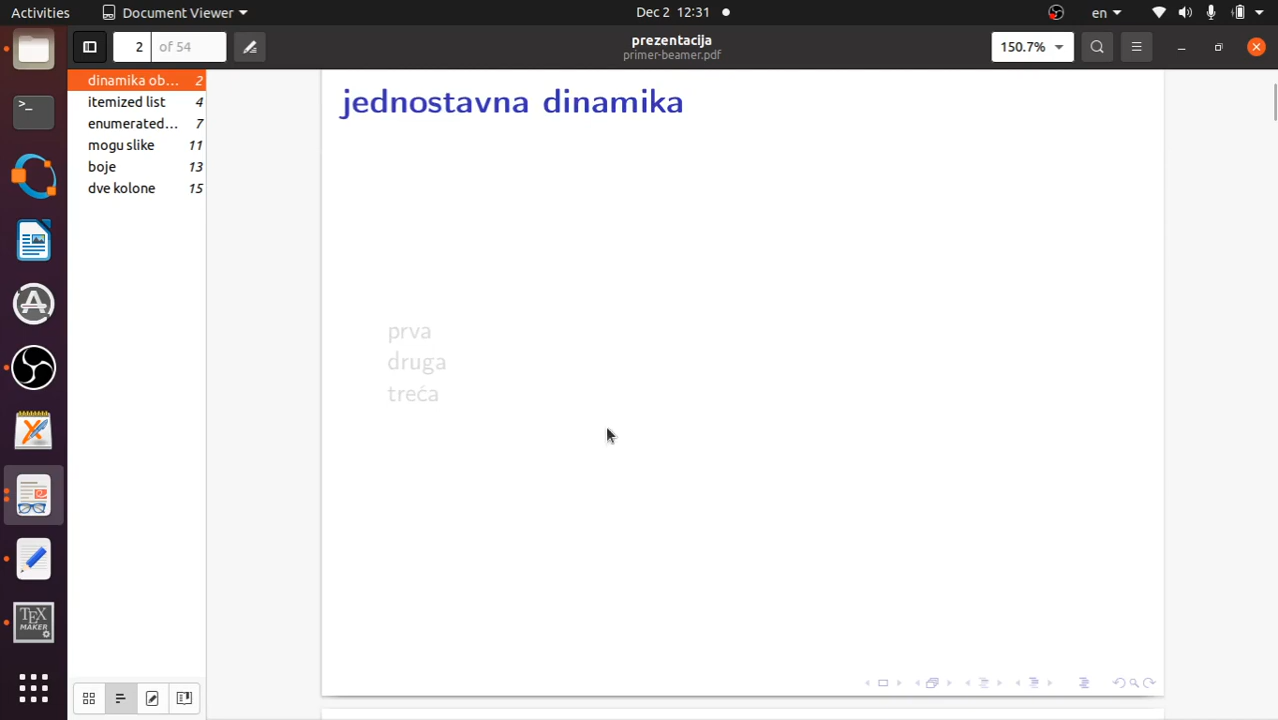 Activities Document Viewer Dec 2 12:31 en
2 of 54 prezentacija 150.7%
primer-beamer.pdf
dinamika ob... 2
itemized list 4
enumerated... 7
mogu slike 11
boje 13
dve kolone 15
jednostavna dinamika
prva
druga
treća
TEX
MAKER